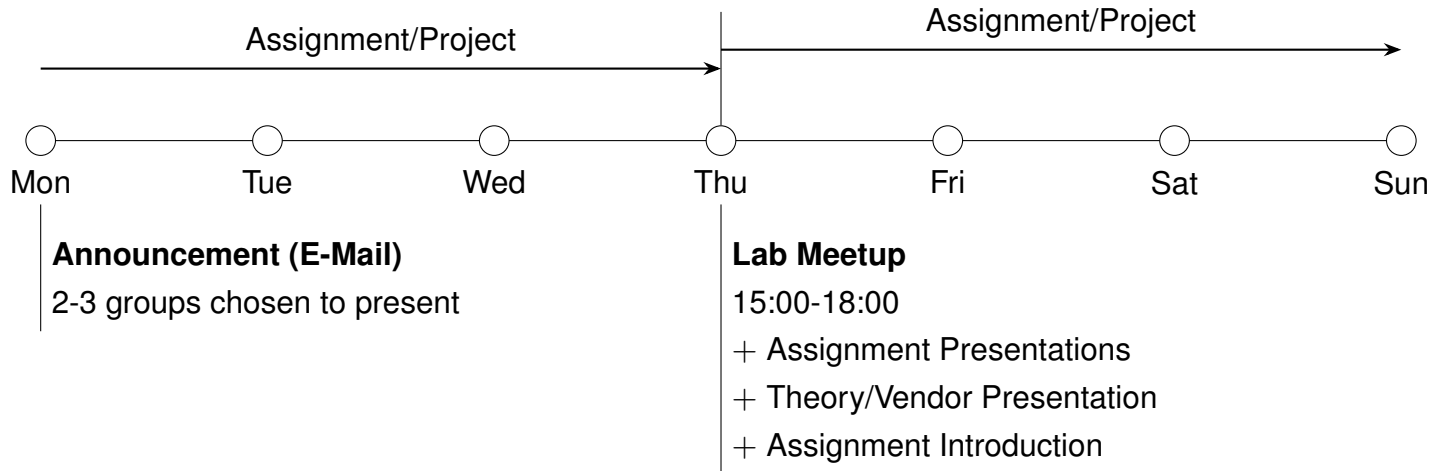 Assignment/Project
Assignment/Project
Mon
Tue
Wed
Thu
Fri
Sat
Sun
Announcement (E-Mail)
2-3 groups chosen to present
Lab Meetup
15:00-18:00
+ Assignment Presentations
+ Theory/Vendor Presentation
+ Assignment Introduction